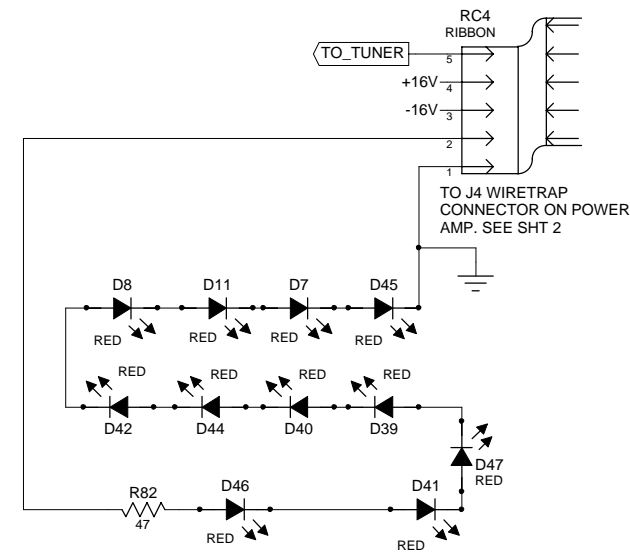 RC4
RIBBON
TO_TUNER
5
+16V
4
-16V
3
2
1
TO J4 WIRETRAP
CONNECTOR ON POWER
AMP. SEE SHT 2
D8 D11 D7 D45
RED RED RED RED
RED RED RED RED
D42 D44 D40 D39
D47
RED
R82 D46 D41
47
RED RED